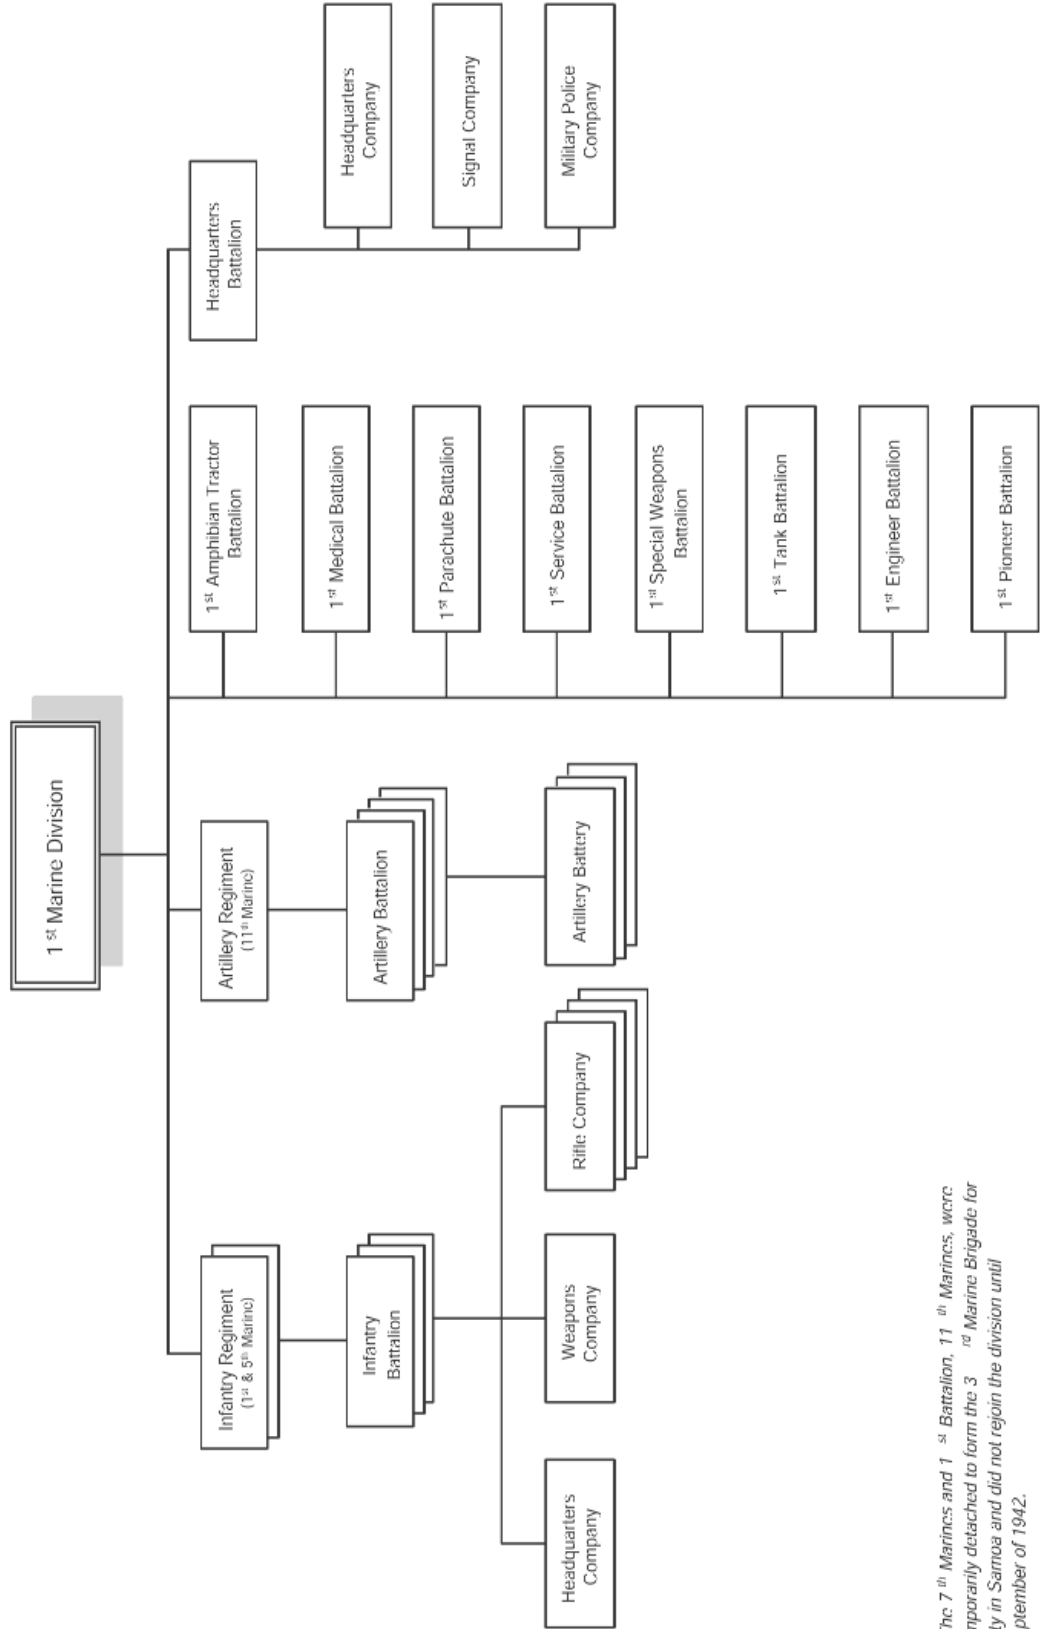 1st Marine Division
Infantry Regiment
(1st & 5th Marine)
Artillery Regiment
(11th Marine)
Headquarters
Battalion
Infantry
Battalion
Artillery Battalion
Headquarters
Company
Weapons
Company
Rifle Company
Artillery Battery
1st Amphibian Tractor
Battalion
1st Medical Battalion
1st Parachute Battalion
1st Service Battalion
1st Special Weapons
Battalion
1st Tank Battalion
1st Engineer Battalion
1st Pioneer Battalion
Headquarters
Company
Signal Company
Military Police
Company
7th Marines and 1st Battalion, 11th Marines, were
detached to form the 3rd Marine Brigade for
in Samoa and did not rejoin the division until
of 1942.